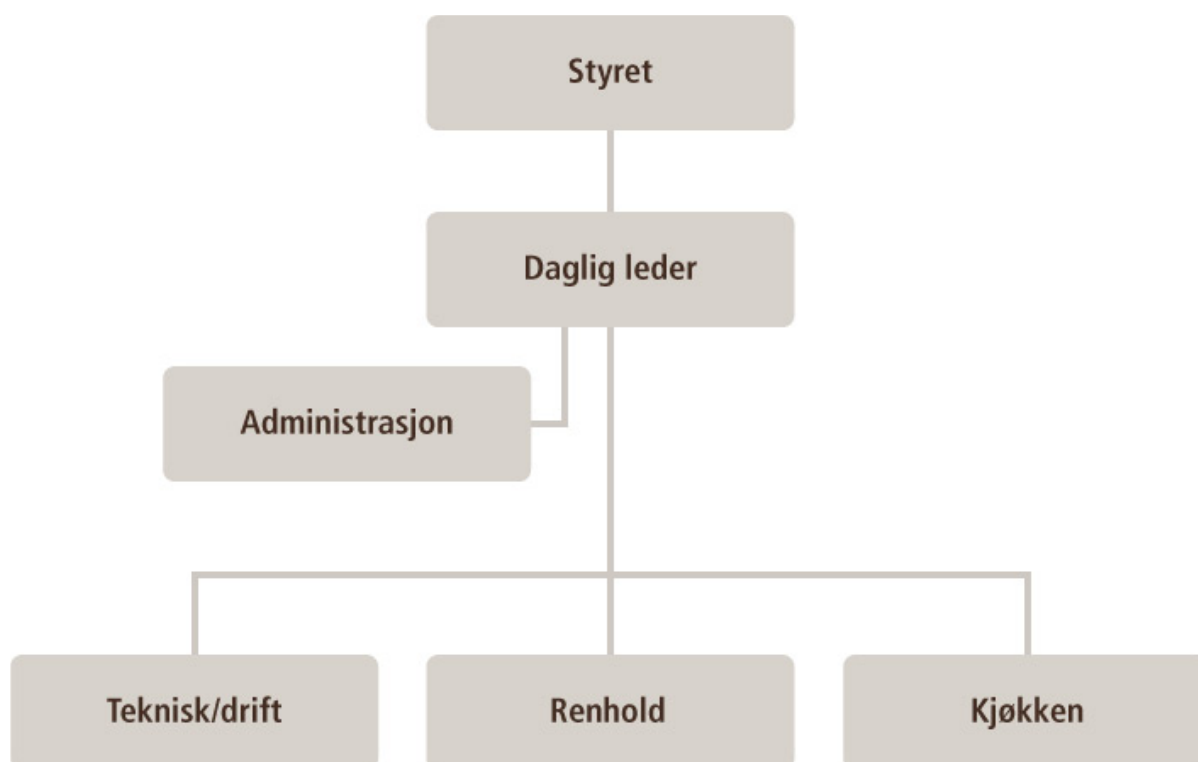 Styret
Daglig leder
Administrasjon
Teknisk/drift
Renhold
Kjøkken